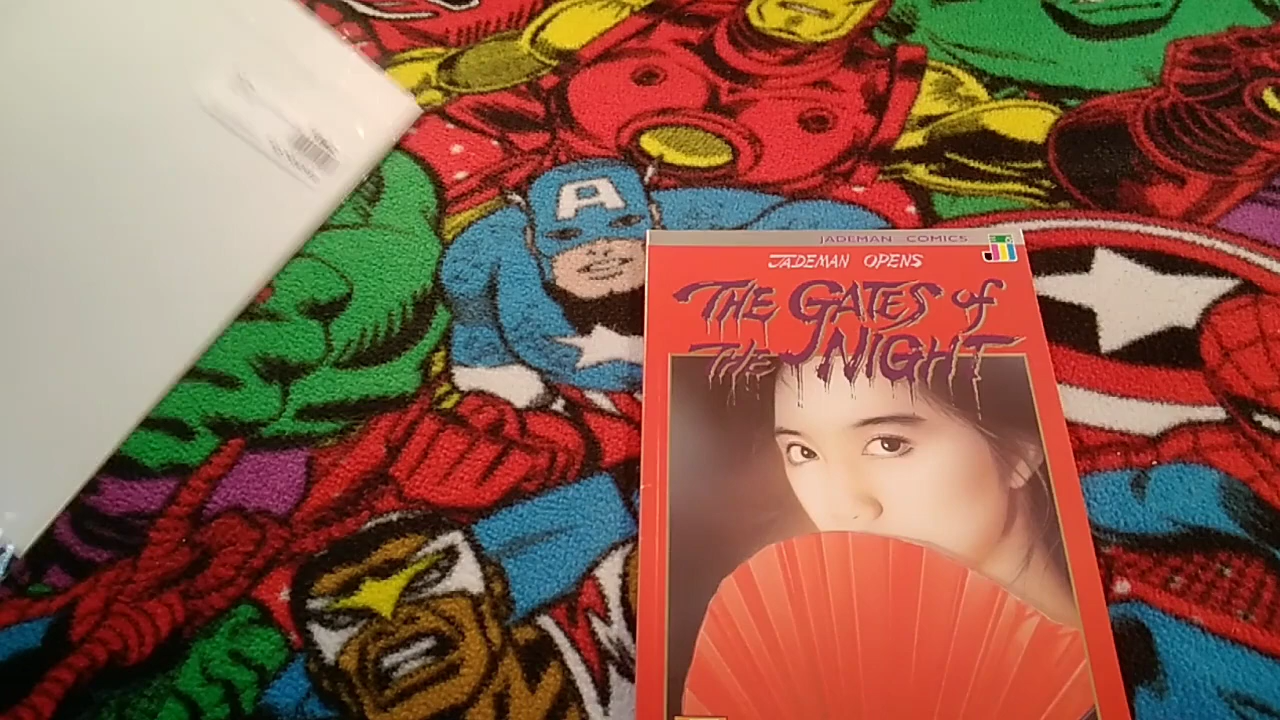 A
JADEMAN COMICS
JADEMAN OPENS
THE GATES of
THE NIGHT